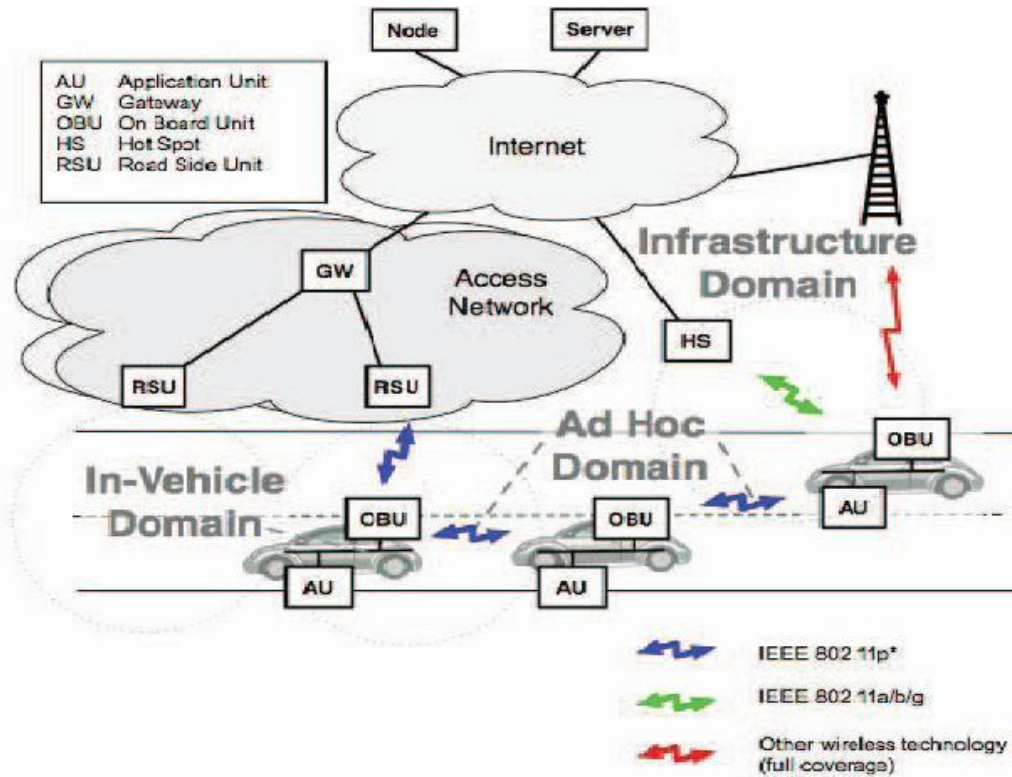 Node
Server
AU Application Unit
GW Gateway
OBU On Board Unit
HS Hot Spot
RSU Road Side Unit
Internet
Infrastructure
Domain
GW
Access
Network
HS
RSU
RSU
Ad Hoc
Domain
OBU
In-Vehicle
Domain
AU
OBU
OBU
AU
AU
IEEE 802.11p*
IEEE 802.11a/b/g
Other wireless technology
(full coverage)